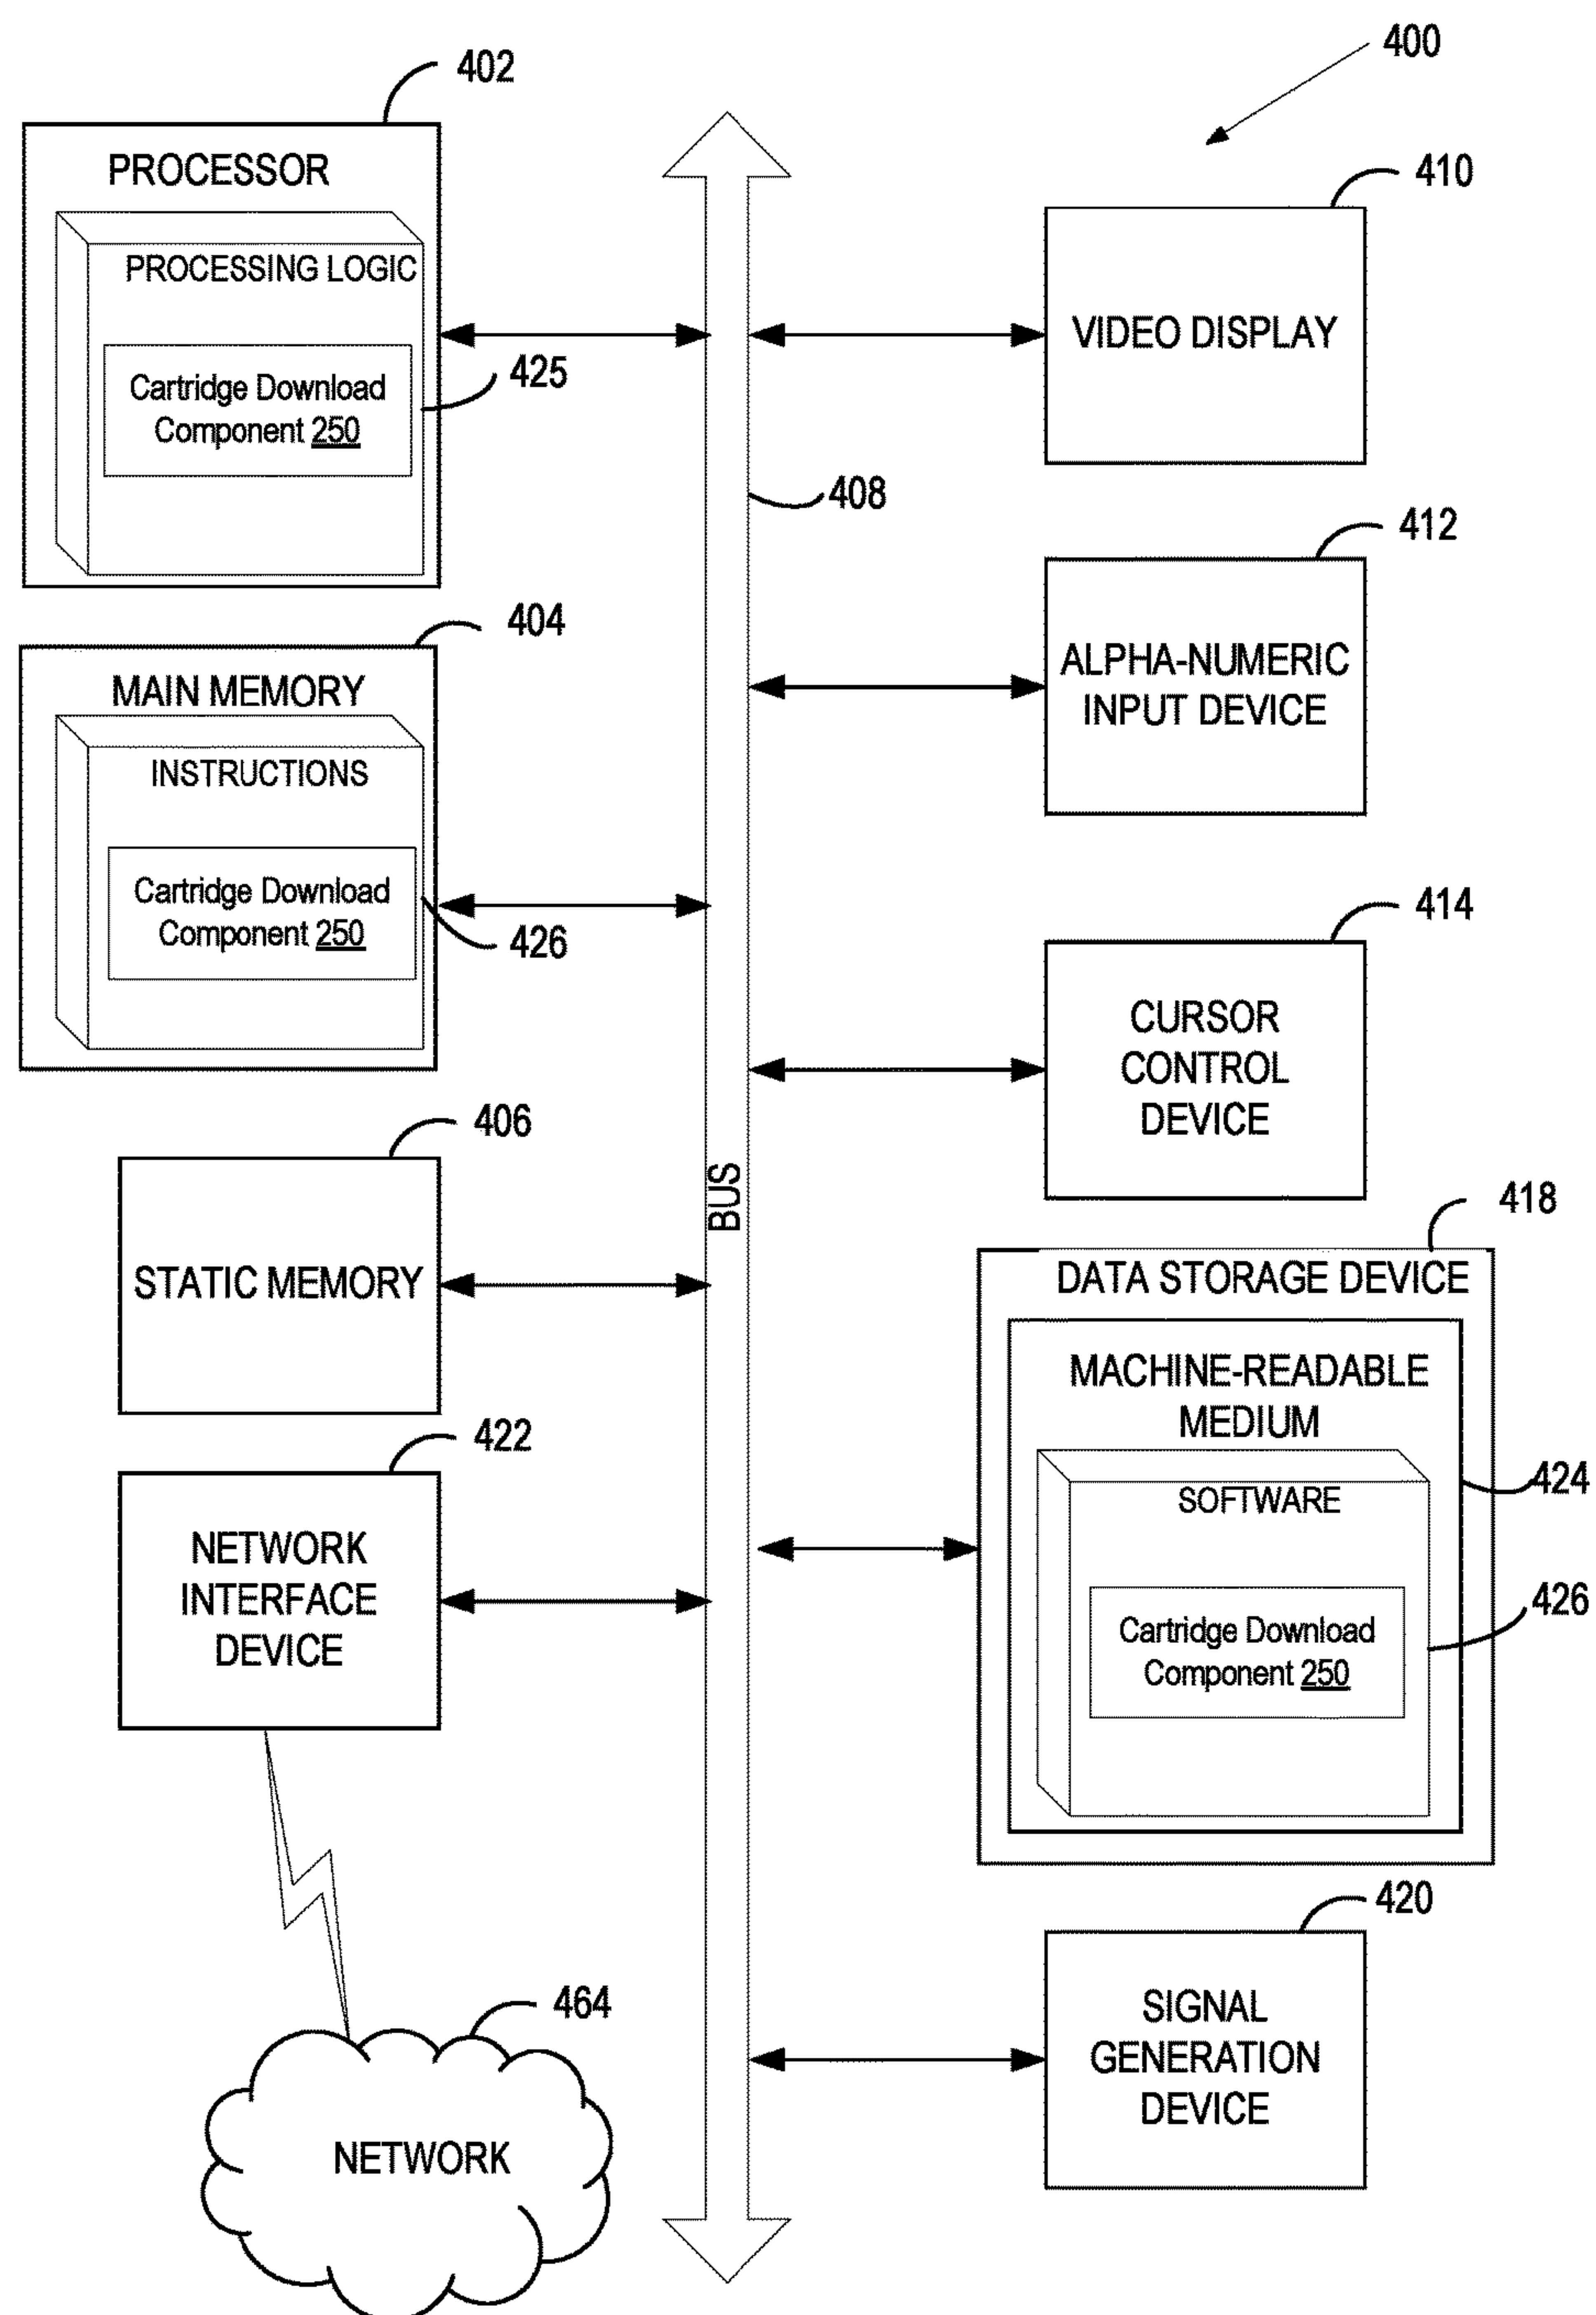 400
402
PROCESSOR
PROCESSING LOGIC
Cartridge Download
Component 250
425
404
MAIN MEMORY
INSTRUCTIONS
Cartridge Download
Component 250
426
406
STATIC MEMORY
422
NETWORK
INTERFACE
DEVICE
464
NETWORK
BUS
408
410
VIDEO DISPLAY
412
ALPHA-NUMERIC
INPUT DEVICE
414
CURSOR
CONTROL
DEVICE
418
DATA STORAGE DEVICE
MACHINE-READABLE
MEDIUM
424
SOFTWARE
Cartridge Download
Component 250
426
420
SIGNAL
GENERATION
DEVICE